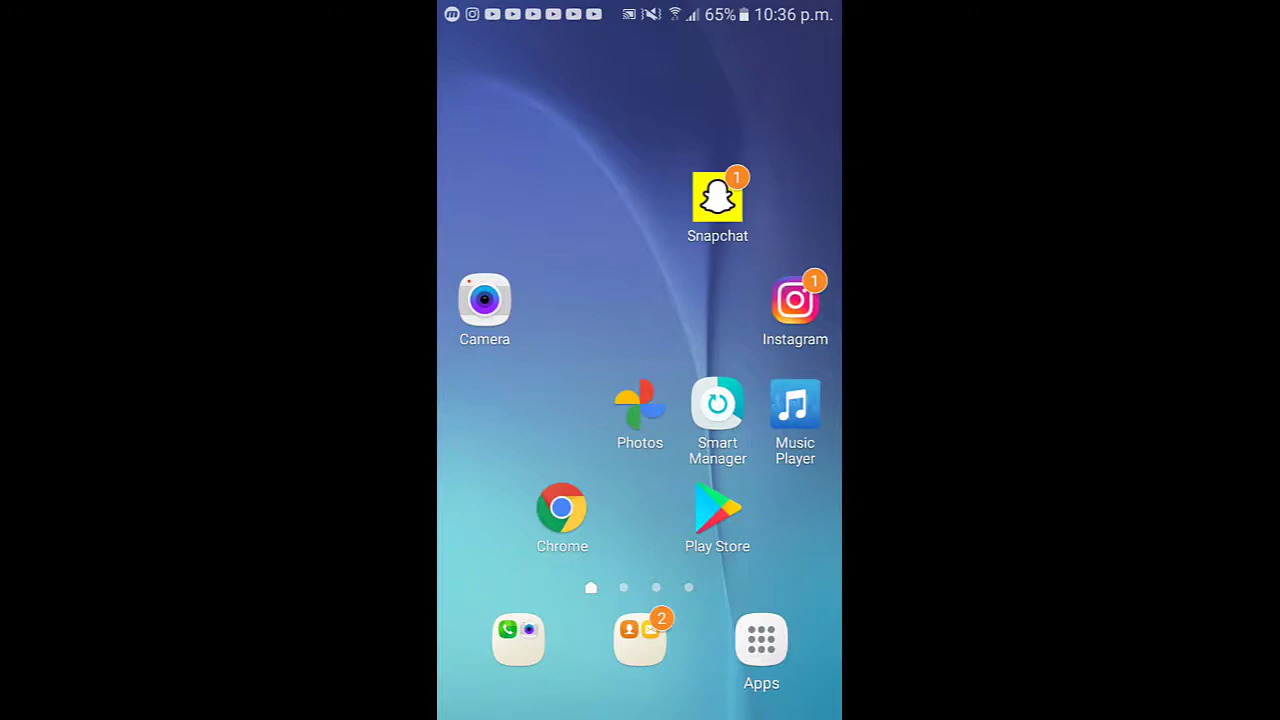 65% 10:36 p.m.
1
Snapchat
1
Camera
Instagram
Photos
Smart
Manager
Music
Player
Chrome
Play Store
2
Apps